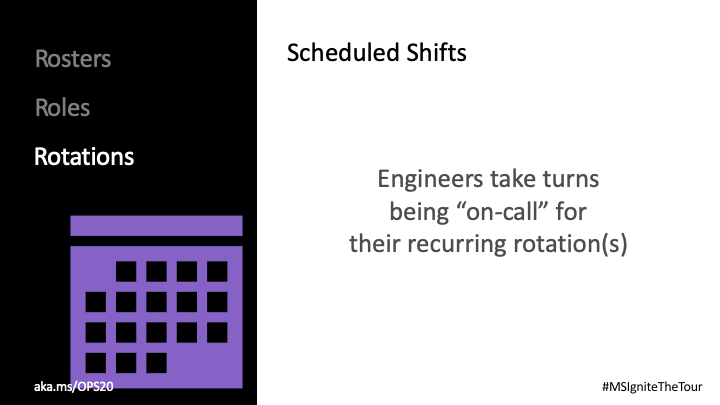 Rosters
Roles
Rotations
Scheduled Shifts
Engineers take turns
being “on-call” for
their recurring rotation(s)
aka.ms/OPS20
#MSIgniteTheTour